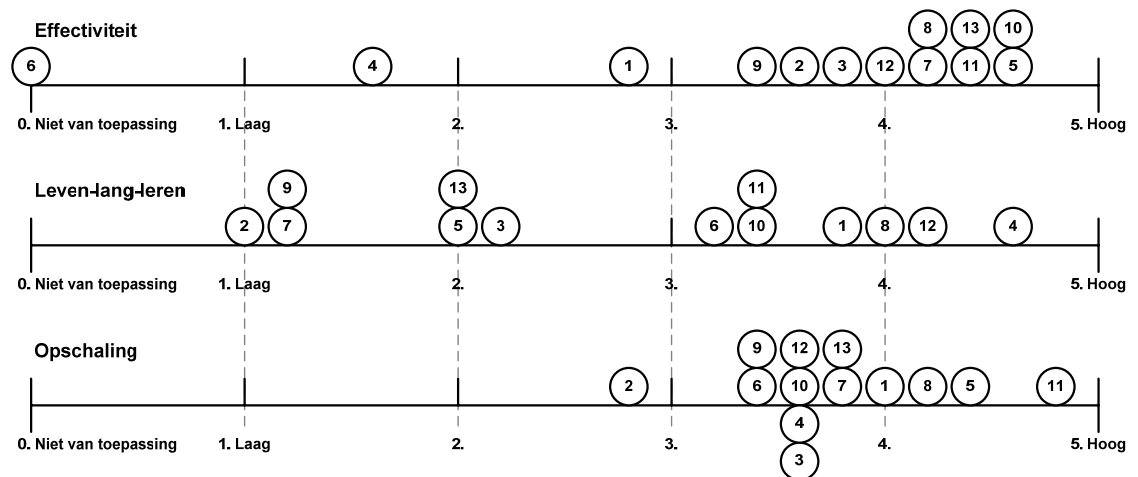 Effectiviteit
8 13 10
6 4 1 9 2 3 12 7 11 5
0. Niet van toepassing 1. Laag 2. 3. 4. 5. Hoog
Leven-lang-leren
9 13 11
2 7 5 3 6 10 1 8 12 4
0. Niet van toepassing 1. Laag 2. 3. 4. 5. Hoog
Opschaling
9 12 13
2 6 10 7 1 8 5 11
4
0. Niet van toepassing 1. Laag 2. 3. 4. 5. Hoog
3